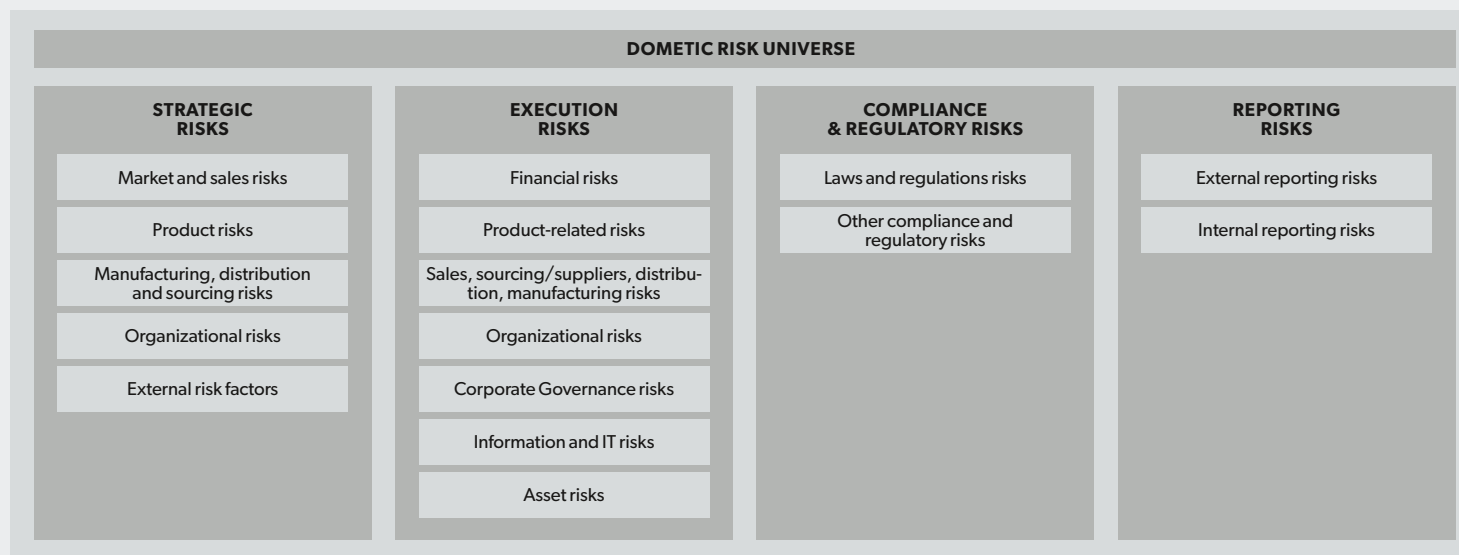 DOMETIC RISK UNIVERSE
STRATEGIC
RISKS
Market and sales risks
Product risks
Manufacturing, distribution
and sourcing risks
Organizational risks
External risk factors
EXECUTION
RISKS
Financial risks
Product-related risks
Sales, sourcing/suppliers, distribu-
tion, manufacturing risks
Organizational risks
Corporate Governance risks
Information and IT risks
Asset risks
COMPLIANCE
& REGULATORY RISKS
Laws and regulations risks
Other compliance and
regulatory risks
REPORTING
RISKS
External reporting risks
Internal reporting risks